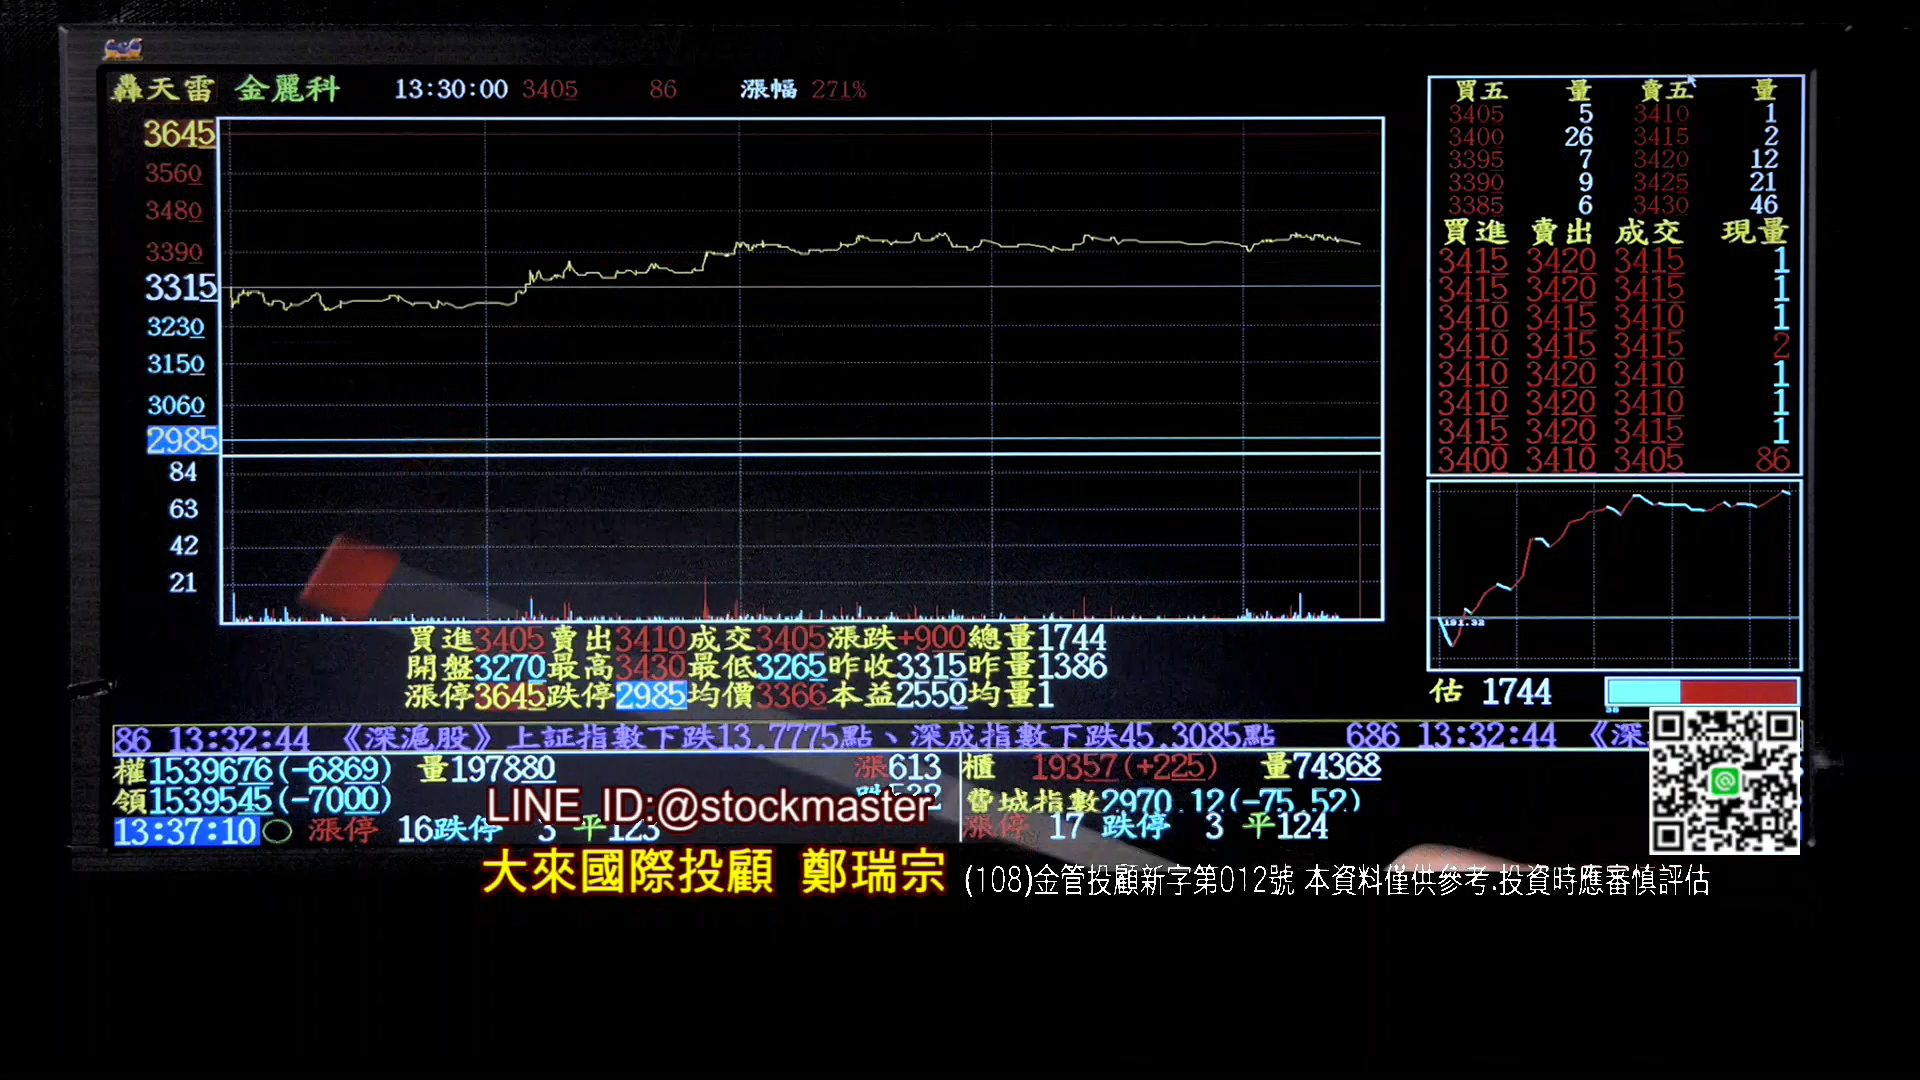 轟天雷 金麗科 13:30:00 3405 86 漲幅 271%
3645
3560
3480
3390
3315
3230
3150
3060
2985
84
63
42
21
買五 量 賣五 量
3405 5 3410 1
3400 26 3415 2
3395 7 3420 12
3390 9 3425 21
3385 6 3430 46
買進 賣出 成交 現量
3415 3420 3415 1
3415 3420 3415 1
3410 3415 3410 1
3410 3415 3415 2
3410 3420 3410 1
3410 3420 3410 1
3415 3420 3415 1
3400 3410 3405 86
191.32
估 1744
38
買進3405賣出3410成交3405漲跌+900總量1744
開盤3270最高3430最低3265昨收3315昨量1386
漲停3645跌停2985均價3366本益2550均量1
86 13:32:44 《深滬股》上証指數下跌13.7775點、深成指數下跌45.3085點 686 13:32:44 《深
權1539676(-6869) 量197880 漲613 櫃 19357(+225) 量74368
領1539545(-7000) 費城指數2970.12(-75.52)
13:37:10 漲停 16跌停 3 平123 漲停 17 跌停 3 平124
LINE ID:@stockmaster
大來國際投顧 鄭瑞宗 (108)金管投顧新字第012號 本資料僅供參考.投資時應審慎評估